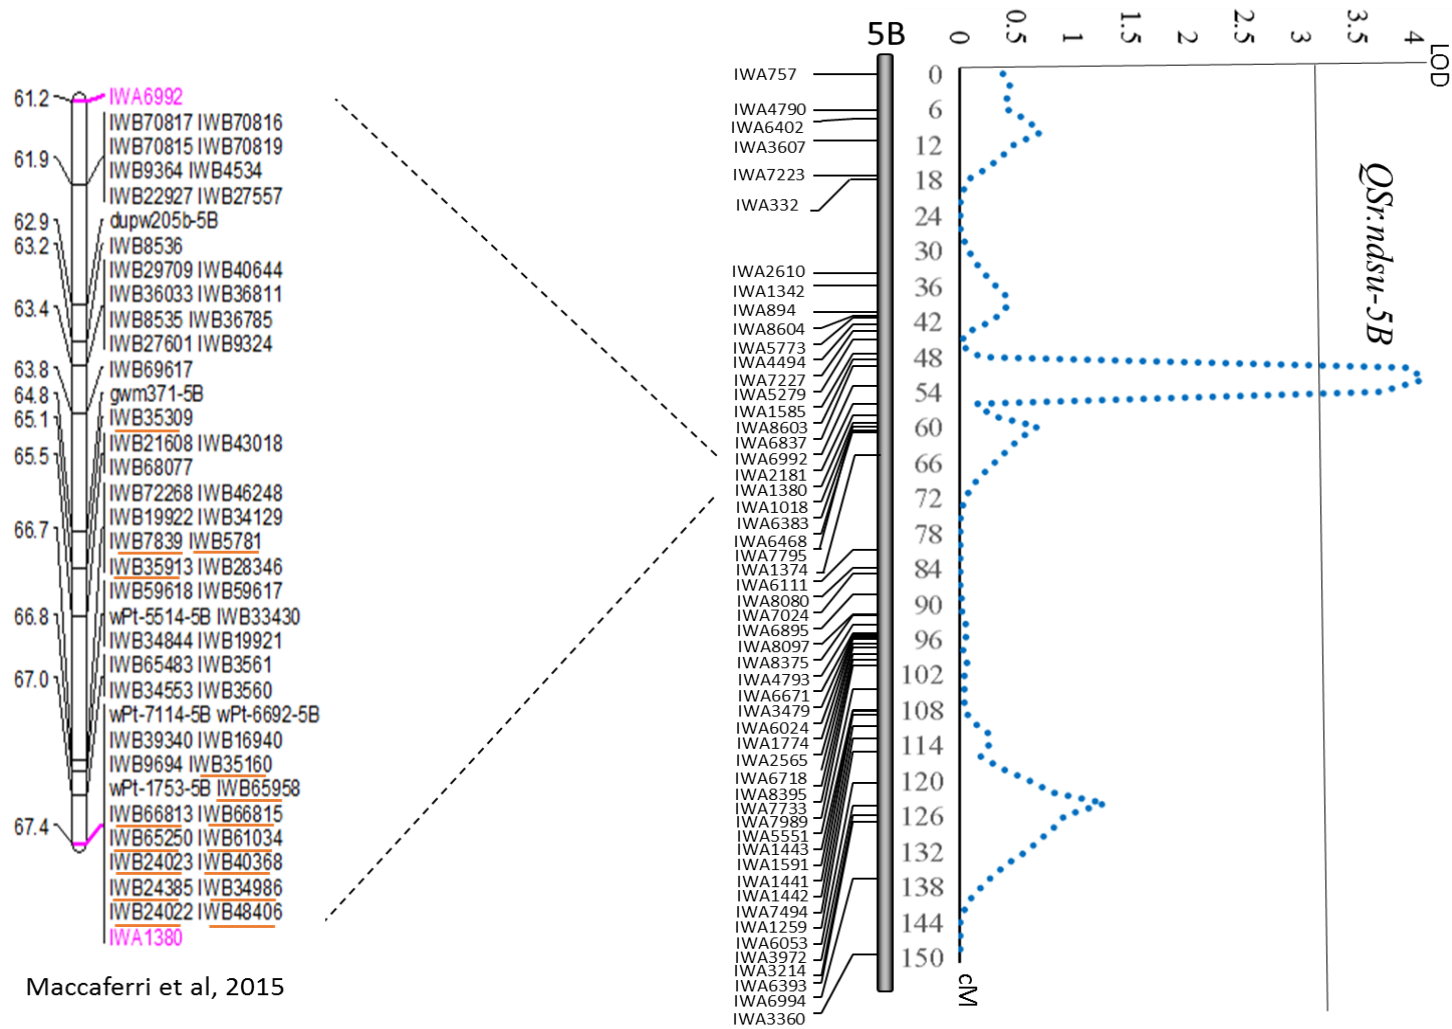 61.2
61.9
62.9
63.2
63.4
63.8
64.8
65.1
65.5
66.7
66.8
67.0
67.4
IWA6992
IWB70817 IWB70816
IWB70815 IWB70819
IWB9364 IWB4534
IWB22927 IWB27557
dupw205b-5B
IWB8536
IWB29709 IWB40644
IWB36033 IWB36811
IWB8535 IWB36785
IWB27601 IWB9324
IWB69617
gwm371-5B
IWB35309
IWB21608 IWB43018
IWB68077
IWB72268 IWB46248
IWB19922 IWB34129
IWB7839 IWB5781
IWB35913 IWB28346
IWB59618 IWB59617
wPt-5514-5B IWB33430
IWB34844 IWB19921
IWB65483 IWB3561
IWB34553 IWB3560
wPt-7114-5B wPt-6692-5B
IWB39340 IWB16940
IWB9694 IWB35160
wPt-1753-5B IWB65958
IWB66813 IWB66815
IWB65250 IWB61034
IWB24023 IWB40368
IWB24385 IWB34986
IWB24022 IWB48406
IWA1380
Maccaferri et al, 2015
5B
IWA757
IWA4790
IWA6402
IWA3607
IWA7223
IWA332
IWA2610
IWA1342
IWA894
IWA8604
IWA5773
IWA4494
IWA7227
IWA5279
IWA1585
IWA8603
IWA6837
IWA6992
IWA2181
IWA1380
IWA1018
IWA6383
IWA6468
IWA7795
IWA1374
IWA6111
IWA8080
IWA7024
IWA6895
IWA8097
IWA8375
IWA4793
IWA6671
IWA3479
IWA6024
IWA1774
IWA2565
IWA6718
IWA8395
IWA7733
IWA7989
IWA5551
IWA1443
IWA1591
IWA1441
IWA1442
IWA7494
IWA1259
IWA6053
IWA3972
IWA3214
IWA6393
IWA6994
IWA3360
0
6
12
18
24
30
36
42
48
54
60
66
72
78
84
90
96
102
108
114
120
126
132
138
144
150
cM
0 0.5 1 1.5 2 2.5 3 3.5 4
LOD
QSr.ndsu-5B